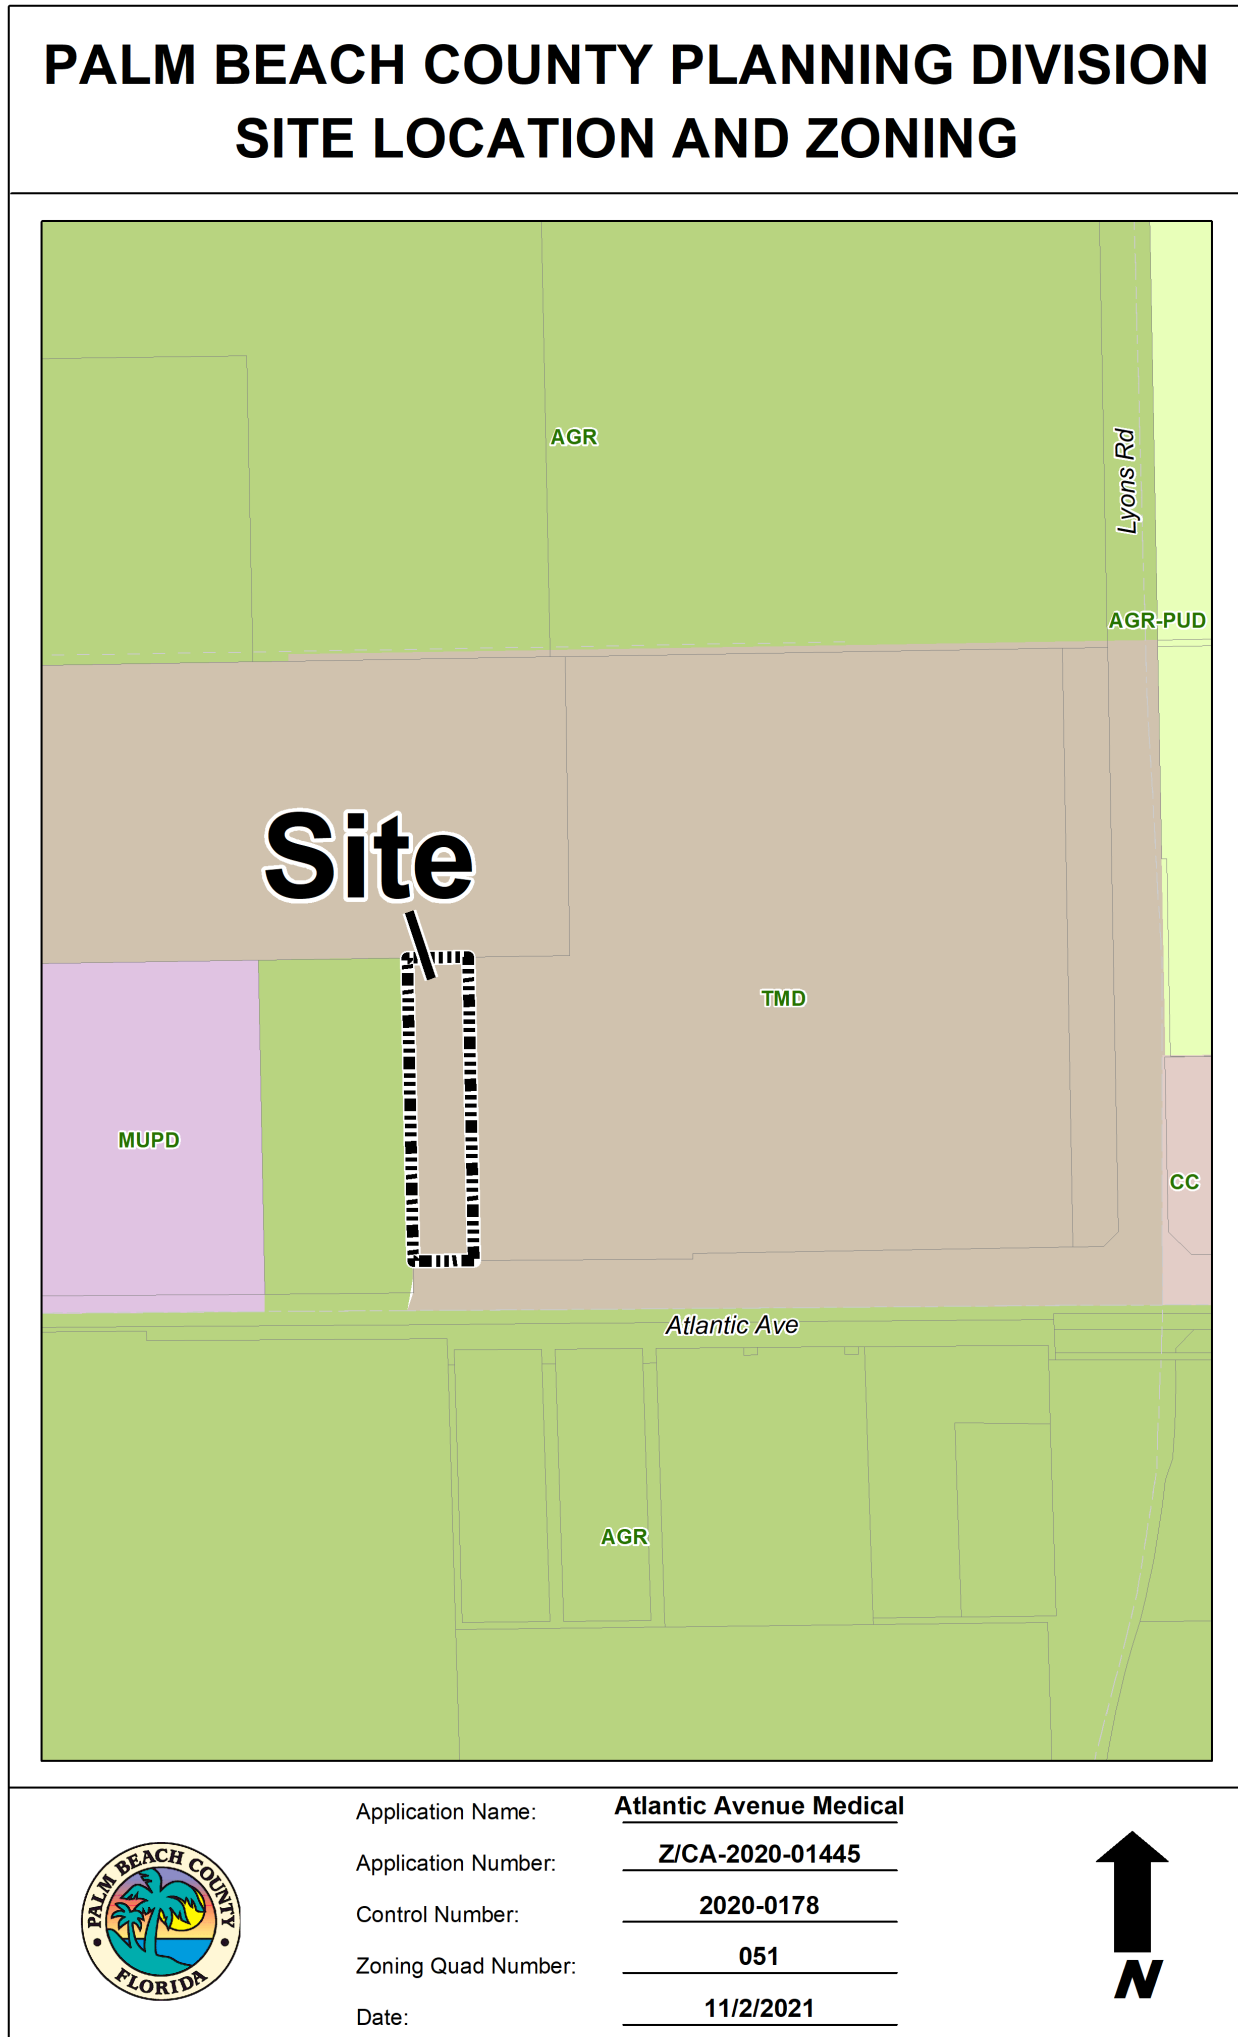 PALM BEACH COUNTY PLANNING DIVISION
SITE LOCATION AND ZONING
AGR
Lyons Rd
AGR-PUD
Site
TMD
MUPD
CC
Atlantic Ave
AGR
Application Name: Atlantic Avenue Medical
Application Number: Z/CA-2020-01445
Control Number: 2020-0178
Zoning Quad Number: 051
Date: 11/2/2021
PALM BEACH COUNTY
FLORIDA
N